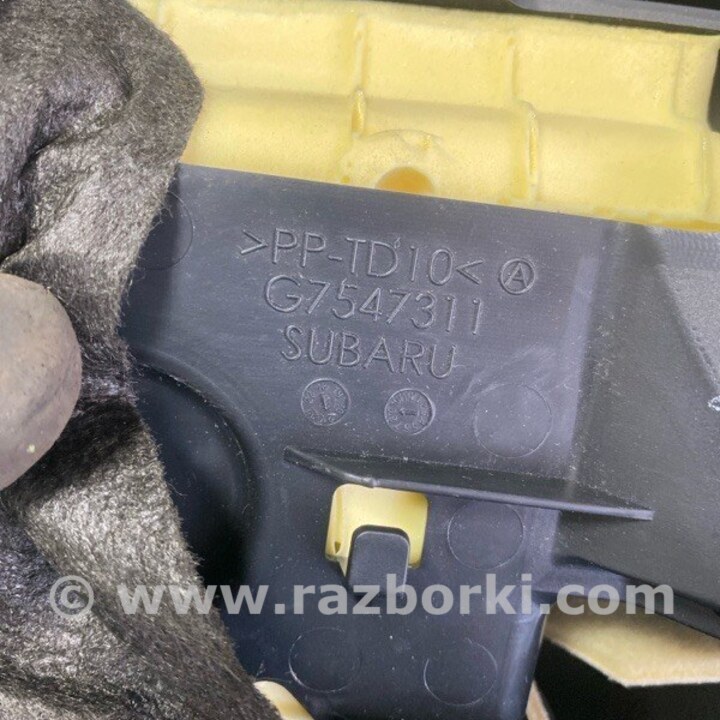 >PP-TD10< A
G7547311
SUBARU
© www.razborki.com